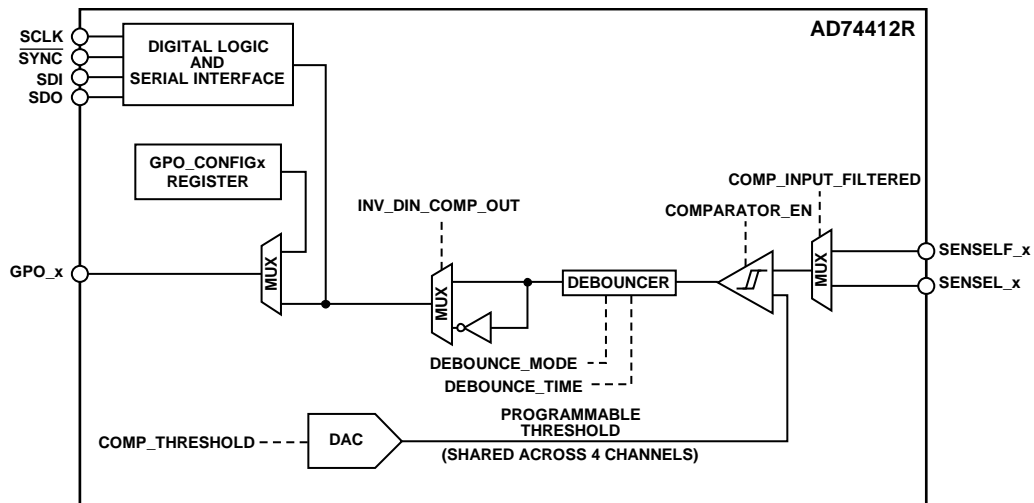 AD74412R
SCLK
SYNC
SDI
SDO
DIGITAL LOGIC
AND
SERIAL INTERFACE
GPO_CONFIGx
REGISTER
COMP_INPUT_FILTERED
INV_DIN_COMP_OUT
COMPARATOR_EN
GPO_x
MUX
MUX
DEBOUNCER
MUX
SENSELF_x
SENSEL_x
DEBOUNCE_MODE
DEBOUNCE_TIME
COMP_THRESHOLD
DAC
PROGRAMMABLE
THRESHOLD
(SHARED ACROSS 4 CHANNELS)